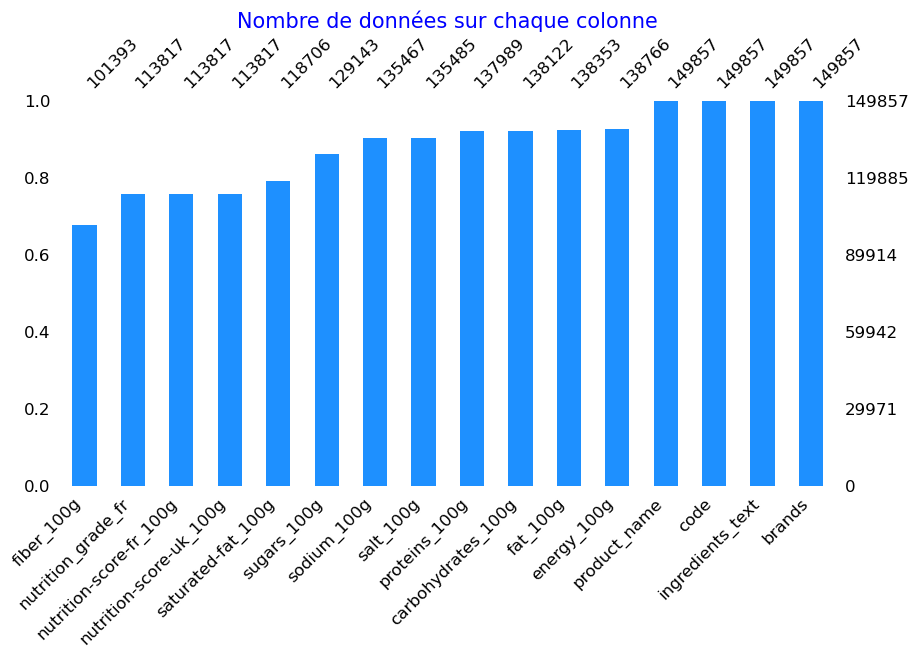 Nombre de données sur chaque colonne
101393
113817
113817
113817
118706
129143
135467
135485
137989
138122
138353
138766
149857
149857
149857
149857
1.0
149857
0.8
119885
0.6
89914
0.4
59942
0.2
29971
0.0
0
fiber_100g
nutrition_grade_fr
nutrition-score-fr_100g
nutrition-score-uk_100g
saturated-fat_100g
sugars_100g
sodium_100g
salt_100g
proteins_100g
carbohydrates_100g
fat_100g
energy_100g
product_name
code
ingredients_text
brands